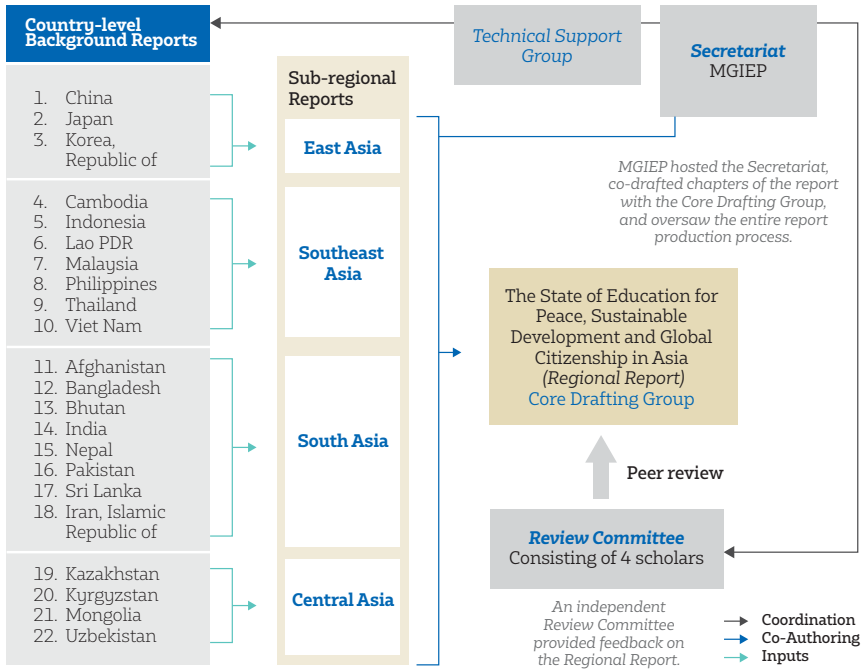 Country-level
Background Reports
1. China
2. Japan
3. Korea,
Republic of
4. Cambodia
5. Indonesia
6. Lao PDR
7. Malaysia
8. Philippines
9. Thailand
10. Viet Nam
11. Afghanistan
12. Bangladesh
13. Bhutan
14. India
15. Nepal
16. Pakistan
17. Sri Lanka
18. Iran, Islamic
Republic of
19. Kazakhstan
20. Kyrgyzstan
21. Mongolia
22. Uzbekistan
Sub-regional
Reports
East Asia
Southeast
Asia
South Asia
Central Asia
Technical Support
Group
Secretariat
MGIEP
MGIEP hosted the Secretariat,
co-drafted chapters of the report
with the Core Drafting Group,
and oversaw the entire report
production process.
The State of Education for
Peace, Sustainable
Development and Global
Citizenship in Asia
(Regional Report)
Core Drafting Group
Peer review
Review Committee
Consisting of 4 scholars
An independent
Review Committee
provided feedback on
the Regional Report.
Coordination
Co-Authoring
Inputs